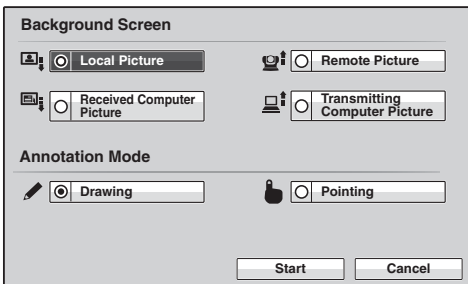 Background Screen
Local Picture
Remote Picture
Received Computer
Picture
Transmitting
Computer Picture
Annotation Mode
Drawing
Pointing
Start
Cancel